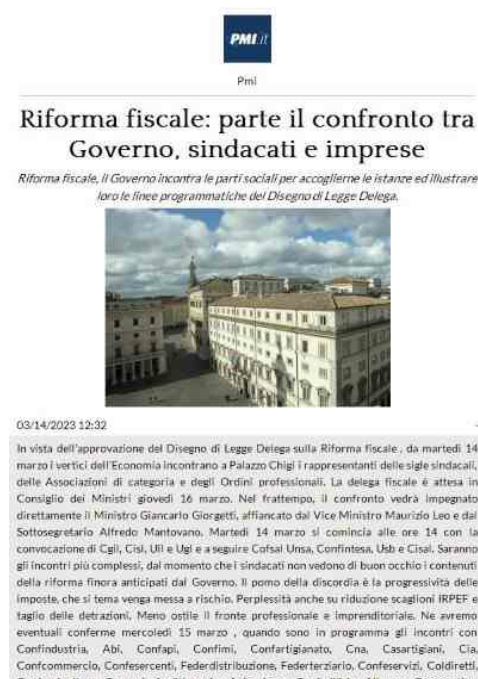 PMI.it
Pmi
Riforma fiscale: parte il confronto tra
Governo, sindacati e imprese
Riforma fiscale, il Governo incontra le parti sociali per accoglierne le istanze ed illustrare
loro le linee programmatiche del Disegno di Legge Delega.
03/14/2023 12:32
In vista dell'approvazione del Disegno di Legge Delega sulla Riforma fiscale , da martedì 14
marzo i vertici dell'Economia incontrano a Palazzo Chigi i rappresentanti delle sigle sindacali,
delle Associazioni di categoria e degli Ordini professionali. La delega fiscale è attesa in
Consiglio dei Ministri giovedì 16 marzo. Nel frattempo, il confronto vedrà impegnato
direttamente il Ministro Giancarlo Giorgetti, affiancato dal Vice Ministro Maurizio Leo e dal
Sottosegretario Alfredo Mantovano. Martedì 14 marzo si comincia alle ore 14 con la
convocazione di Cgil, Cisl, Uil e Ugl e a seguire Cofsal Unsa, Confintesa, Usb e Cisal. Saranno
gli incontri più complessi, dal momento che i sindacati non vedono di buon occhio i contenuti
della riforma finora anticipati dal Governo. Il pomo della discordia è la progressività delle
imposte, che si tema venga messa a rischio. Perplessità anche su riduzione scaglioni IRPEF e
taglio delle detrazioni. Meno ostile il fronte professionale e imprenditoriale. Ne avremo
eventuali conferme mercoledì 15 marzo , quando sono in programma gli incontri con
Confindustria, Abi, Confapi, Confimi, Confartigianato, Cna, Casartigiani, Cia,
Confcommercio, Confesercenti, Federdistribuzione, Federterziario, Confeservizi, Coldiretti,